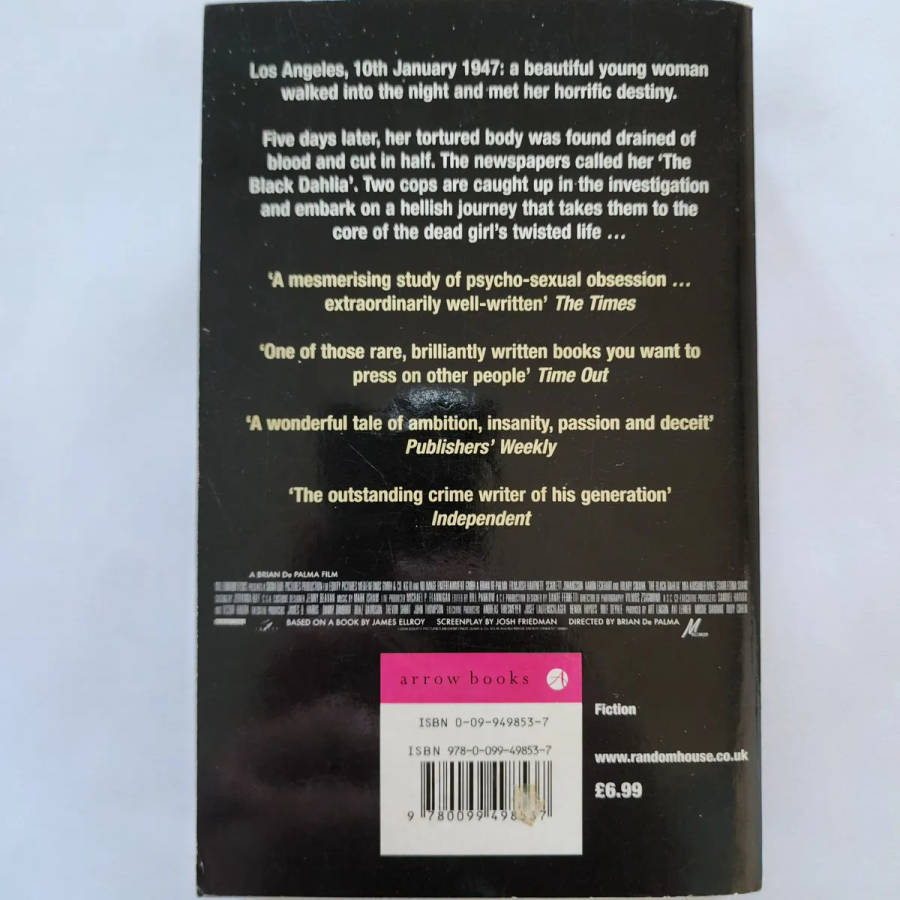 Los Angeles, 10th January 1947: a beautiful young woman
walked into the night and met her horrific destiny.
Five days later, her tortured body was found drained of
blood and cut in half. The newspapers called her ‘The
Black Dahlia’. Two cops are caught up in the investigation
and embark on a hellish journey that takes them to the
core of the dead girl’s twisted life ...
‘A mesmerising study of psycho-sexual obsession ...
extraordinarily well-written’ The Times
‘One of those rare, brilliantly written books you want to
press on other people’ Time Out
‘A wonderful tale of ambition, insanity, passion and deceit’
Publishers’ Weekly
‘The outstanding crime writer of his generation’
Independent
A BRIAN De PALMA FILM
BASED ON A BOOK BY JAMES ELLROY SCREENPLAY BY JOSH FRIEDMAN DIRECTED BY BRIAN De PALMA
arrow books
ISBN 0-09-949853-7
ISBN 978-0-099-49853-7
9 780099 498537
Fiction
www.randomhouse.co.uk
£6.99